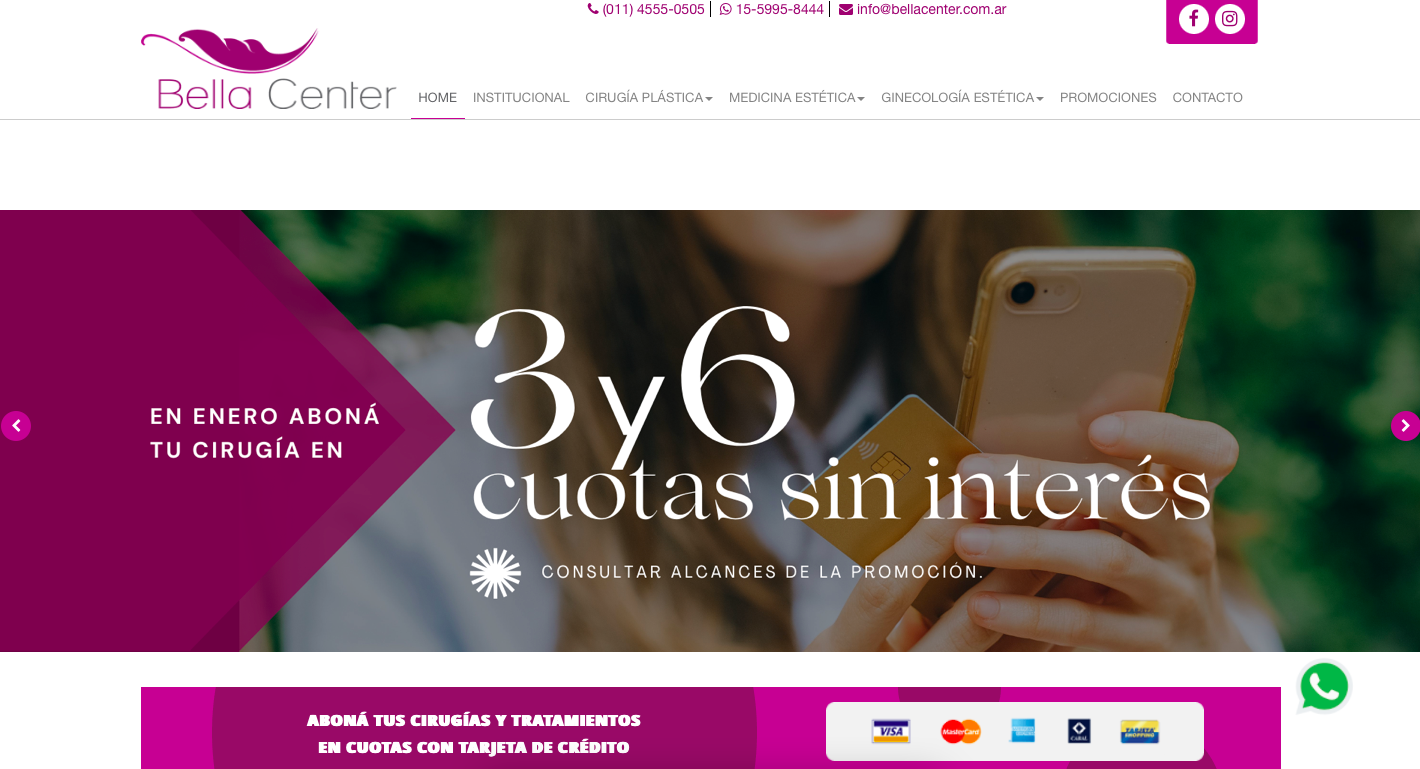 (011) 4555-0505 15-5995-8444 info@bellacenter.com.ar
Bella Center
HOME INSTITUCIONAL CIRUGÍA PLÁSTICA MEDICINA ESTÉTICA GINECOLOGÍA ESTÉTICA PROMOCIONES CONTACTO
EN ENERO ABONÁ
TU CIRUGÍA EN
3 y 6
cuotas sin interés
CONSULTAR ALCANCES DE LA PROMOCIÓN.
ABONÁ TUS CIRUGÍAS Y TRATAMIENTOS
EN CUOTAS CON TARJETA DE CRÉDITO
VISA MasterCard CABAL TARJETA SHOPPING